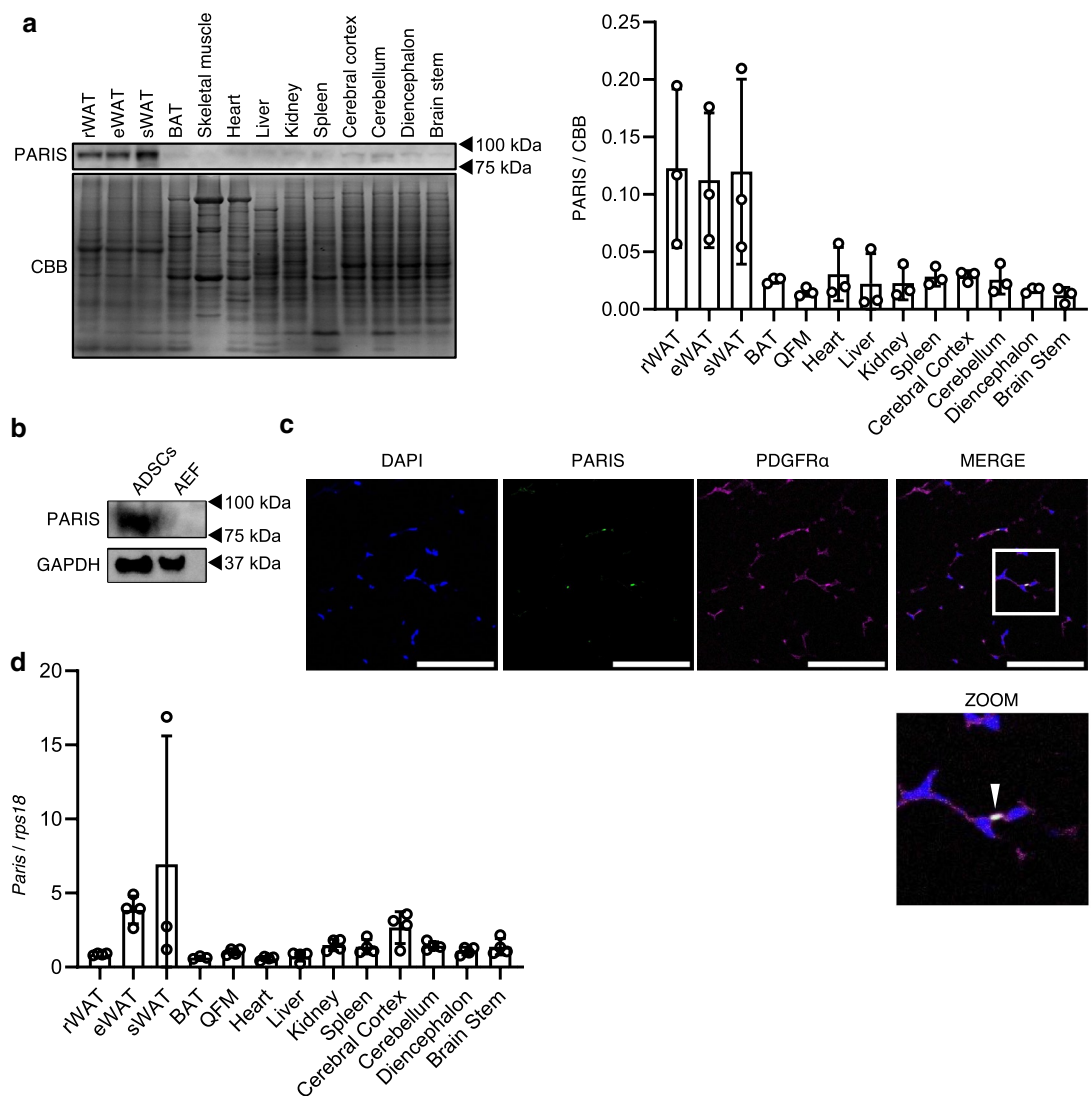 a
rWAT
eWAT
sWAT
BAT
Skeletal muscle
Heart
Liver
Kidney
Spleen
Cerebral cortex
Cerebellum
Diencephalon
Brain stem
PARIS
100 kDa
75 kDa
CBB
PARIS / CBB
0.25
0.20
0.15
0.10
0.05
0.00
rWAT
eWAT
sWAT
BAT
QFM
Heart
Liver
Kidney
Spleen
Cerebral Cortex
Cerebellum
Diencephalon
Brain Stem
b
ADSCs
AEF
PARIS
100 kDa
75 kDa
GAPDH
37 kDa
c
DAPI
PARIS
PDGFRα
MERGE
ZOOM
d
Paris / rps18
20
15
10
5
0
rWAT
eWAT
sWAT
BAT
QFM
Heart
Liver
Kidney
Spleen
Cerebral Cortex
Cerebellum
Diencephalon
Brain Stem